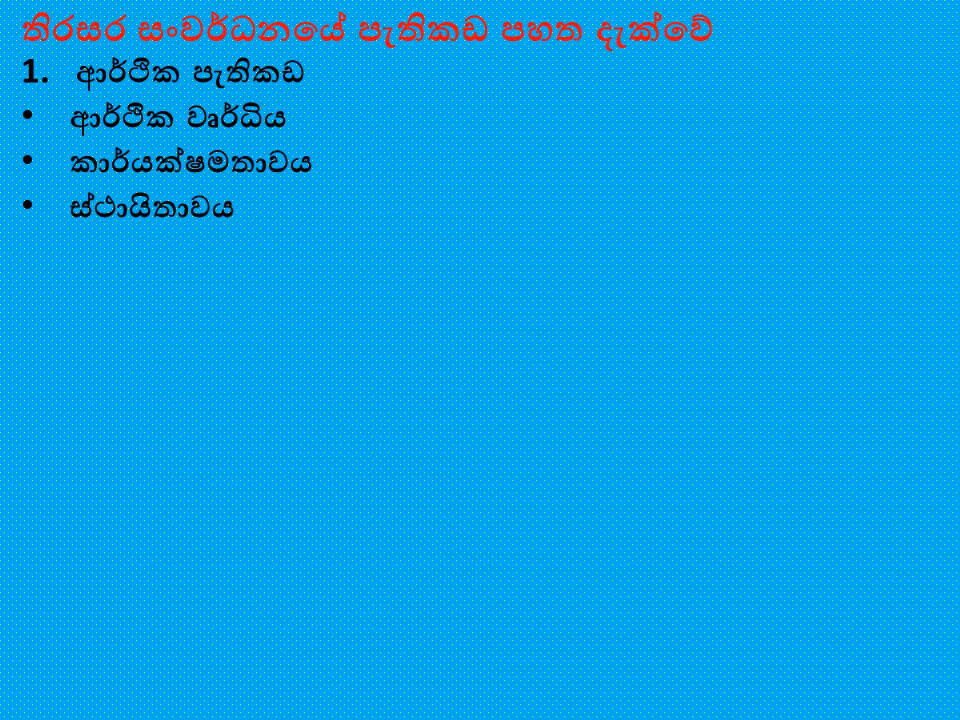 තිරසර සංවර්ධනයේ පැතිකඩ පහත දැක්වේ
1. ආර්ථික පැතිකඩ
• ආර්ථික වෘර්ධිය
• කාර්යක්ෂමතාවය
• ස්ථායිතාවය